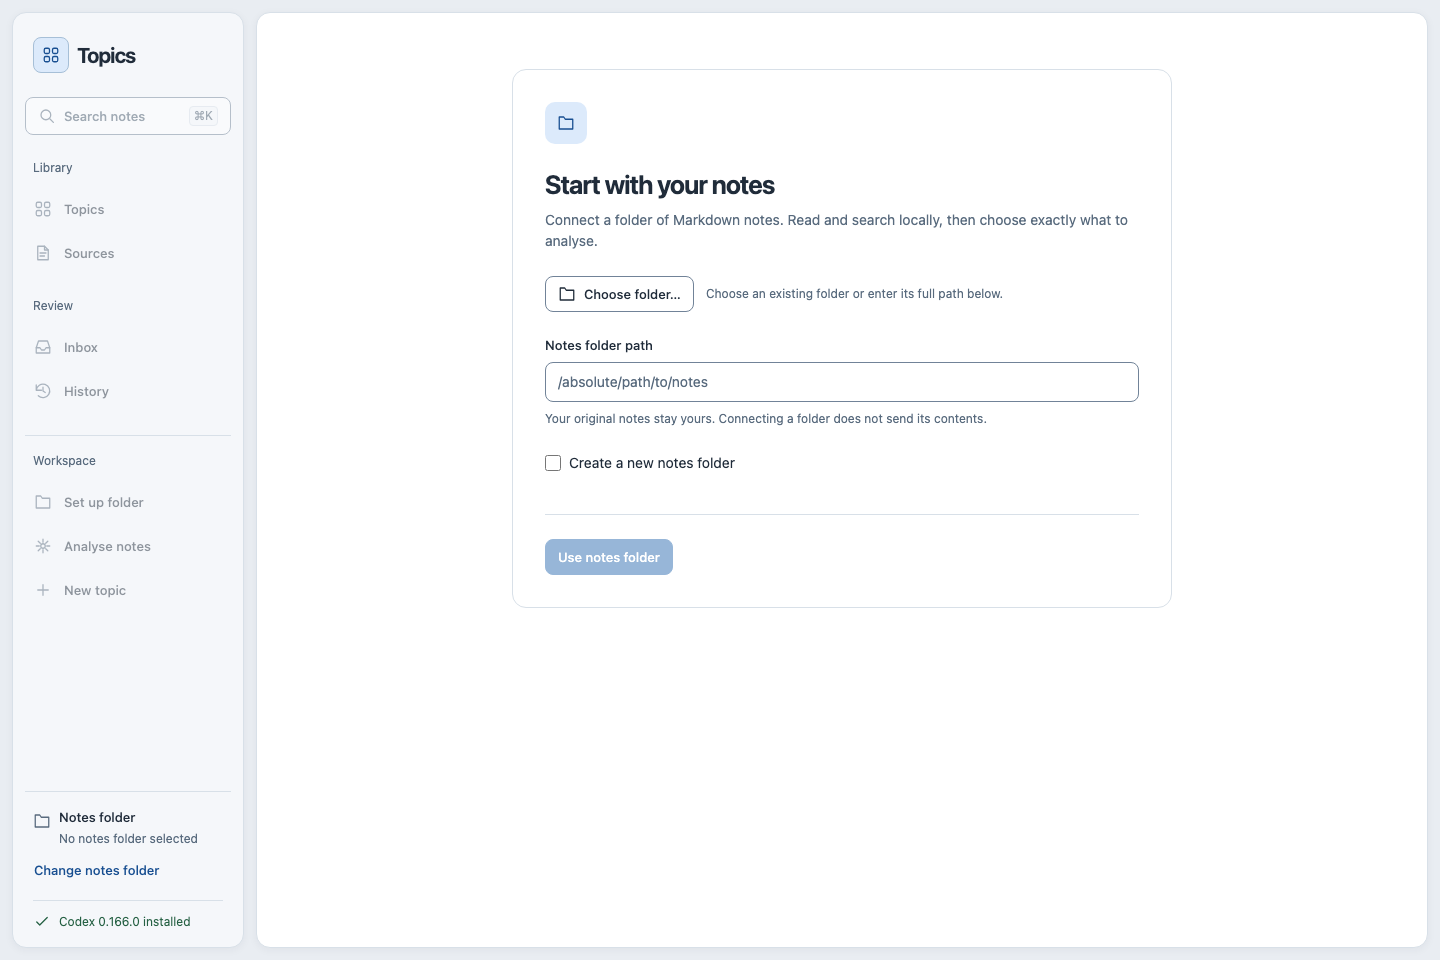 Topics
Search notes ⌘K
Library
Topics
Sources
Review
Inbox
History
Workspace
Set up folder
Analyse notes
New topic
Notes folder
No notes folder selected
Change notes folder
Codex 0.166.0 installed
Start with your notes
Connect a folder of Markdown notes. Read and search locally, then choose exactly what to
analyse.
Choose folder... Choose an existing folder or enter its full path below.
Notes folder path
/absolute/path/to/notes
Your original notes stay yours. Connecting a folder does not send its contents.
Create a new notes folder
Use notes folder